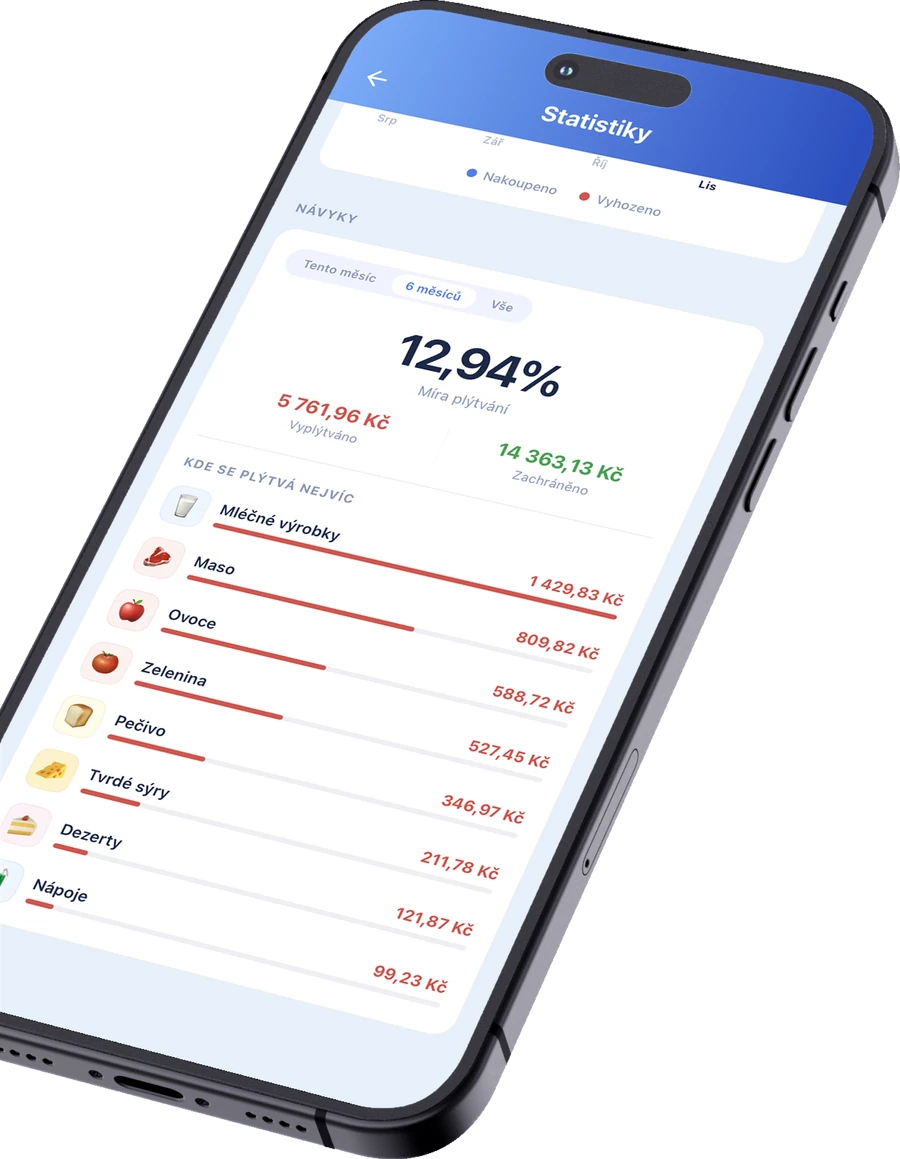 Statistiky
Srp
Zář
Říj
Lis
Nakoupeno
Vyhozeno
NÁVYKY
Tento měsíc
6 měsíců
Vše
12,94%
Míra plýtvání
5 761,96 Kč
Vyplýtváno
14 363,13 Kč
Zachráněno
KDE SE PLÝTVÁ NEJVÍC
Mléčné výrobky
1 429,83 Kč
Maso
809,82 Kč
Ovoce
588,72 Kč
Zelenina
527,45 Kč
Pečivo
346,97 Kč
Tvrdé sýry
211,78 Kč
Dezerty
121,87 Kč
Nápoje
99,23 Kč